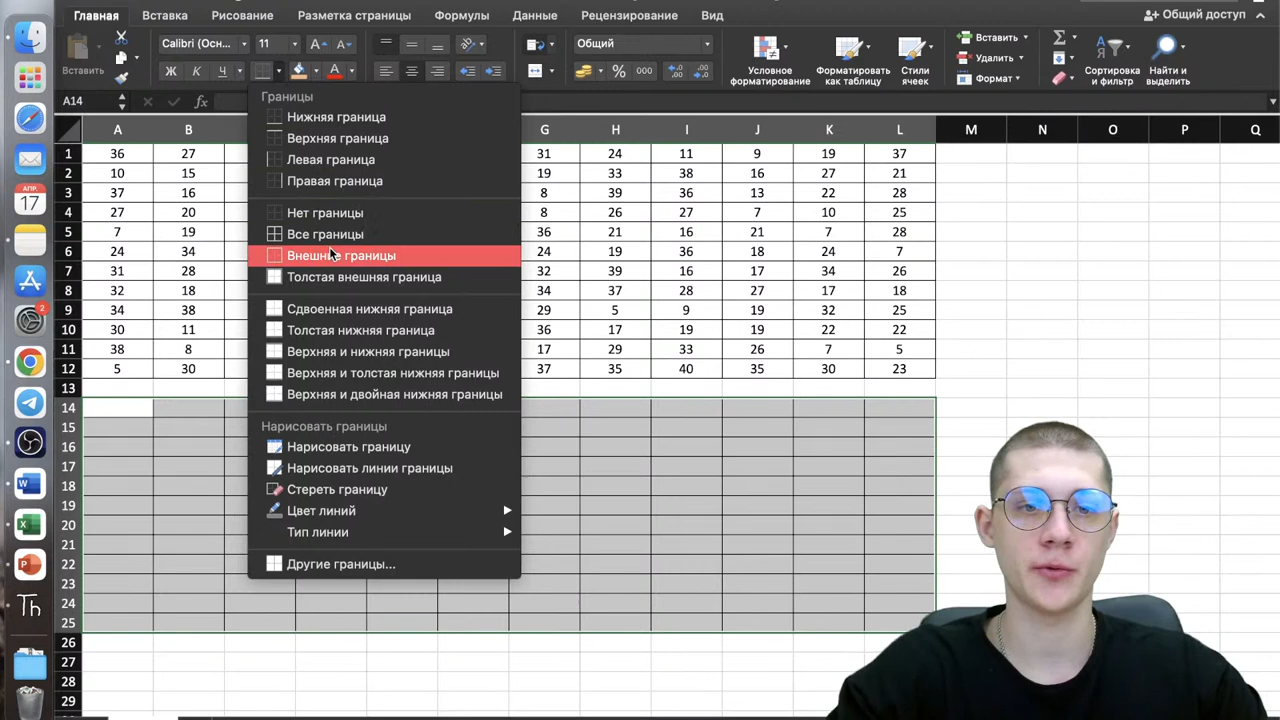 Главная Вставка Рисование Разметка страницы Формулы Данные Рецензирование Вид Общий доступ
Вставить Calibri (Осн... 11 Общий Условное форматирование Форматировать как таблицу Стили ячеек Вставить Удалить Формат Сортировка и фильтр Найти и выделить
Ж К Ч % 000
A14 fx
A B G H I J K L M N O P Q
1 36 27 31 24 11 9 19 37
2 10 15 19 33 38 16 27 21
3 37 16 8 39 36 13 22 28
4 27 20 8 26 27 7 10 25
5 7 19 6 35 21 21 7 28
6 24 34 24 19 36 18 24 7
7 31 28 32 39 16 17 34 26
8 32 18 34 37 28 27 17 18
9 34 38 29 5 9 19 32 25
10 30 11 36 17 19 19 22 22
11 38 8 17 29 33 26 7 5
12 5 30 37 35 40 35 30 23
13
14
15
16
17
18
19
20
21
22
23
24
25
26
27
28
29
Границы
Нижняя граница
Верхняя граница
Левая граница
Правая граница
Нет границы
Все границы
Внешние границы
Толстая внешняя граница
Сдвоенная нижняя граница
Толстая нижняя граница
Верхняя и нижняя границы
Верхняя и толстая нижняя границы
Верхняя и двойная нижняя границы
Нарисовать границы
Нарисовать границу
Нарисовать линии границы
Стереть границу
Цвет линий
Тип линии
Другие границы...
АПР.
17
2
Th